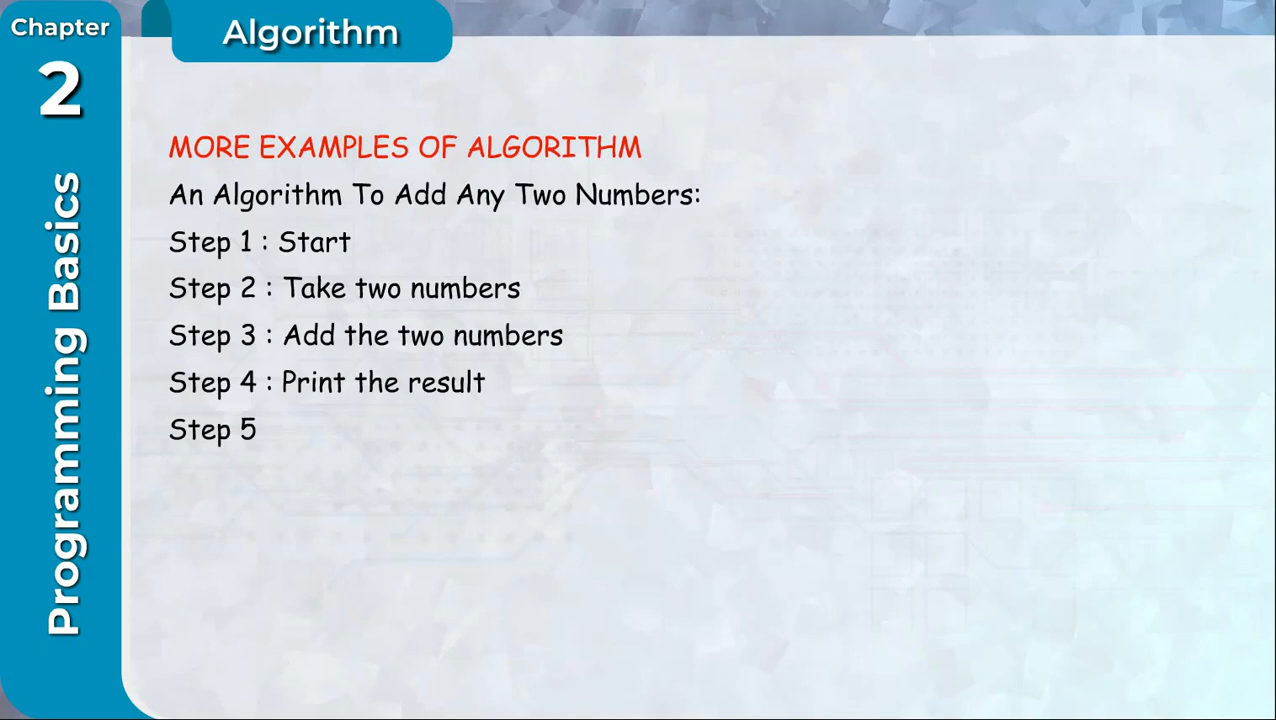 Chapter
2
Programming Basics
Algorithm
MORE EXAMPLES OF ALGORITHM
An Algorithm To Add Any Two Numbers:
Step 1 : Start
Step 2 : Take two numbers
Step 3 : Add the two numbers
Step 4 : Print the result
Step 5